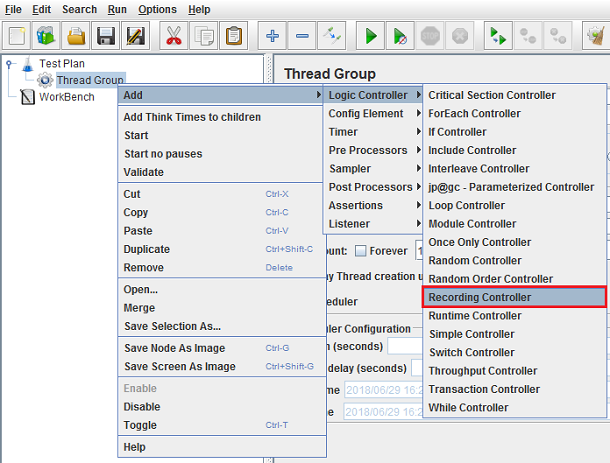 File Edit Search Run Options Help
Test Plan
Thread Group
WorkBench
Thread Group
Add
Add Think Times to children
Start
Start no pauses
Validate
Cut Ctrl-X
Copy Ctrl-C
Paste Ctrl-V
Duplicate Ctrl+Shift-C
Remove Delete
Open...
Merge
Save Selection As...
Save Node As Image Ctrl-G
Save Screen As Image Ctrl+Shift-G
Enable
Disable
Toggle Ctrl-T
Help
Logic Controller
Config Element
Timer
Pre Processors
Sampler
Post Processors
Assertions
Listener
Critical Section Controller
ForEach Controller
If Controller
Include Controller
Interleave Controller
jp@gc - Parameterized Controller
Loop Controller
Module Controller
Once Only Controller
Random Controller
Random Order Controller
Recording Controller
Runtime Controller
Simple Controller
Switch Controller
Throughput Controller
Transaction Controller
While Controller
Forever
Thread creation
Configuration
(seconds)
delay (seconds)
2018/06/29 16:2
2018/06/29 16:2